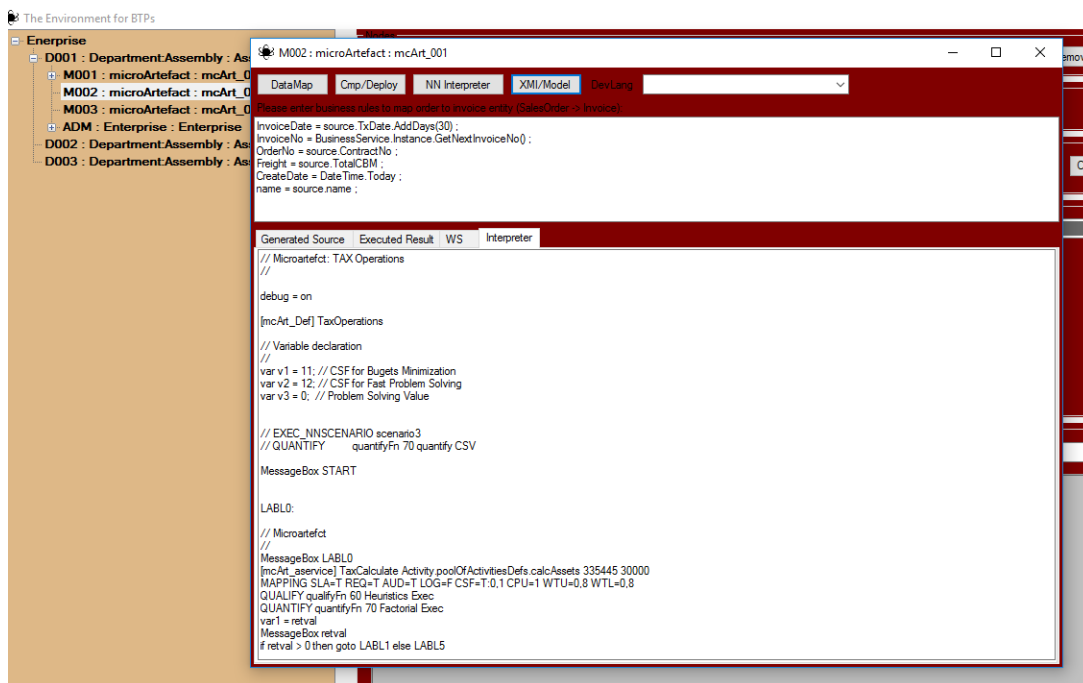 The Environment for BTPs
Enerprise
D001 : Department:Assembly : As
M001 : microArtefact : mcArt_0
M002 : microArtefact : mcArt_0
M003 : microArtefact : mcArt_0
ADM : Enterprise : Enterprise
D002 : Department:Assembly : As
D003 : Department:Assembly : As
Nodes
M002 : microArtefact : mcArt_001
DataMap Cmp/Deploy NN Interpreter XMI/Model DevLang
Please enter business rules to map order to invoice entity (SalesOrder -> Invoice)
InvoiceDate = source.TxDate.AddDays(30) ;
InvoiceNo = BusinessService.Instance.GetNextInvoiceNo() ;
OrderNo = source.ContractNo ;
Freight = source.TotalCBM ;
CreateDate = DateTime.Today ;
name = source.name ;
Generated Source Executed Result WS Interpreter
// Microartefct: TAX Operations
//
debug = on
[mcArt_Def] TaxOperations
// Variable declaration
//
var v1 = 11; // CSF for Bugets Minimization
var v2 = 12; // CSF for Fast Problem Solving
var v3 = 0; // Problem Solving Value
// EXEC_NNSCENARIO scenario3
// QUANTIFY quantifyFn 70 quantify CSV
MessageBox START
LABL0:
// Microartefct
//
MessageBox LABL0
[mcArt_aservice] TaxCalculate Activity.poolOfActivitiesDefs.calcAssets 335445 30000
MAPPING SLA=T REQ=T AUD=T LOG=F CSF=T:0,1 CPU=1 WTU=0,8 WTL=0,8
QUALIFY qualifyFn 60 Heuristics Exec
QUANTIFY quantifyFn 70 Factorial Exec
var1 = retval
MessageBox retval
if retval > 0 then goto LABL1 else LABL5